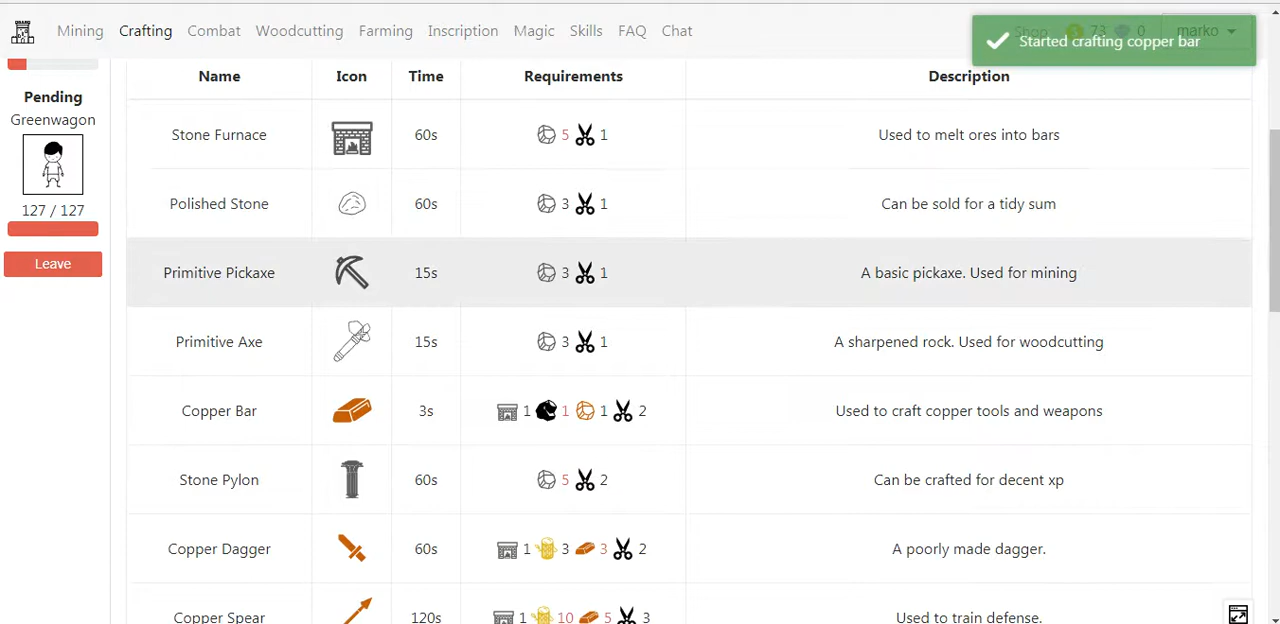 Mining Crafting Combat Woodcutting Farming Inscription Magic Skills FAQ Chat Shop 73 0 marko
Started crafting copper bar
Pending
Greenwagon
127 / 127
Leave
Name Icon Time Requirements Description
Stone Furnace 60s 5 1 Used to melt ores into bars
Polished Stone 60s 3 1 Can be sold for a tidy sum
Primitive Pickaxe 15s 3 1 A basic pickaxe. Used for mining
Primitive Axe 15s 3 1 A sharpened rock. Used for woodcutting
Copper Bar 3s 1 1 1 2 Used to craft copper tools and weapons
Stone Pylon 60s 5 2 Can be crafted for decent xp
Copper Dagger 60s 1 3 3 2 A poorly made dagger.
Copper Spear 120s 1 10 5 3 Used to train defense.